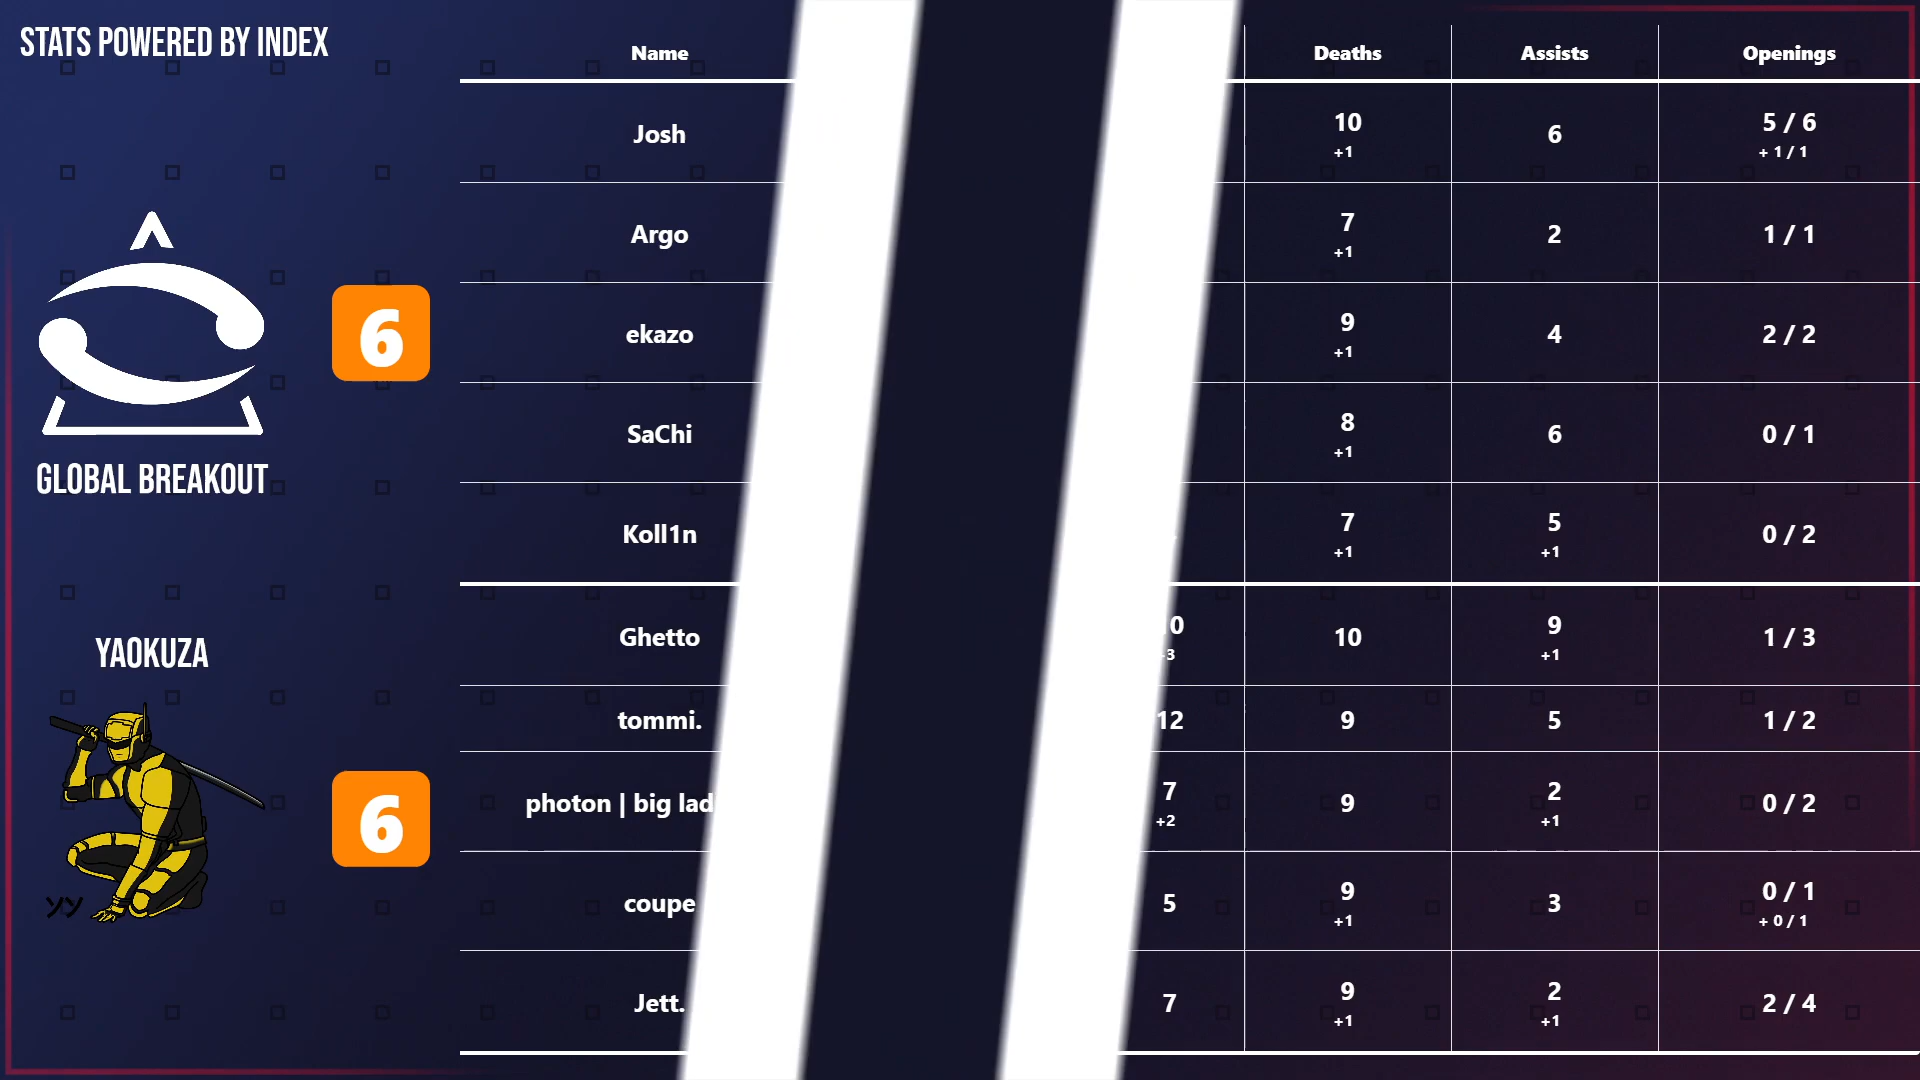 STATS POWERED BY INDEX
Name Deaths Assists Openings
Josh 10 +1 6 5 / 6 + 1 / 1
Argo 7 +1 2 1 / 1
ekazo 9 +1 4 2 / 2
SaChi 8 +1 6 0 / 1
Koll1n 7 +1 5 +1 0 / 2
GLOBAL BREAKOUT
6
Ghetto 10 9 +1 1 / 3
tommi. 12 9 5 1 / 2
photon | big lad 7 +2 9 2 +1 0 / 2
coupe 5 9 +1 3 0 / 1 + 0 / 1
Jett. 7 9 +1 2 +1 2 / 4
YAOKUZA
6
ソソ